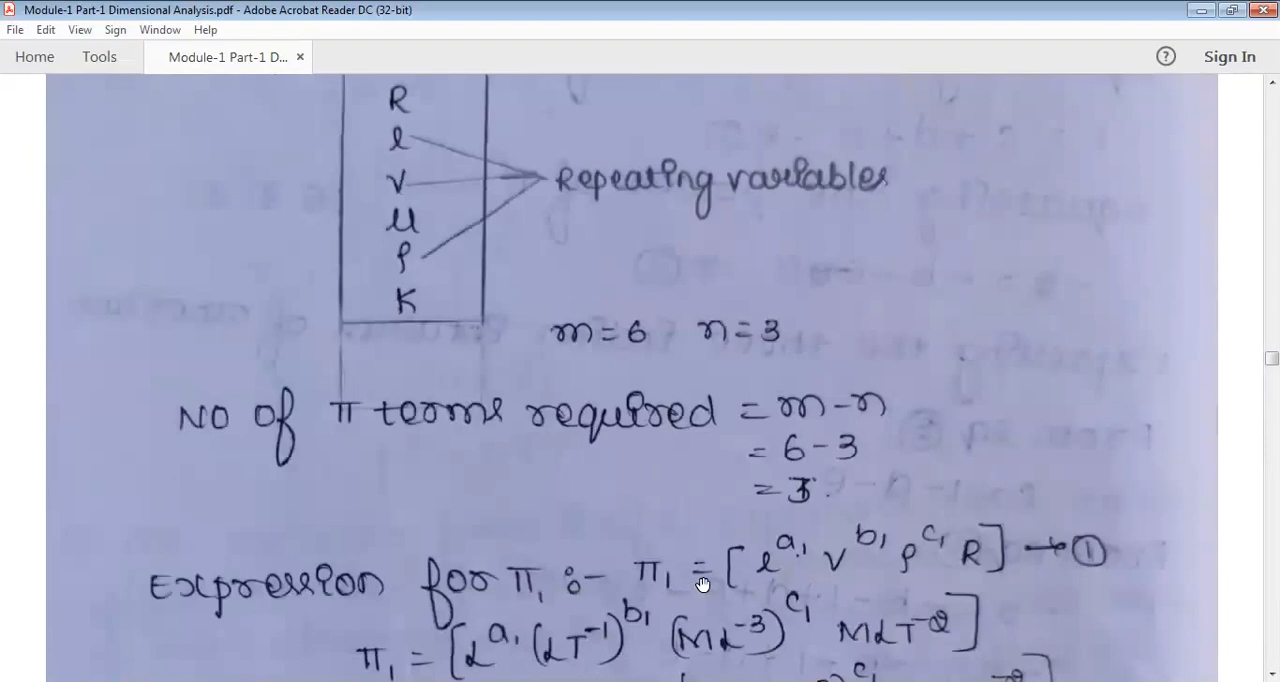 Module-1 Part-1 Dimensional Analysis.pdf - Adobe Acrobat Reader DC (32-bit)
File Edit View Sign Window Help
Home Tools Module-1 Part-1 D... × ? Sign In
R
l
V
μ
ρ
K
Repeating variables
m = 6 n = 3
No of π terms required = m - n
= 6 - 3
= 3.
Expression for π₁ :- π₁ = [l^a₁ V^b₁ ρ^c₁ R] → ①
π₁ = [L^a₁ (LT⁻¹)^b₁ (ML⁻³)^c₁ MLT⁻²]